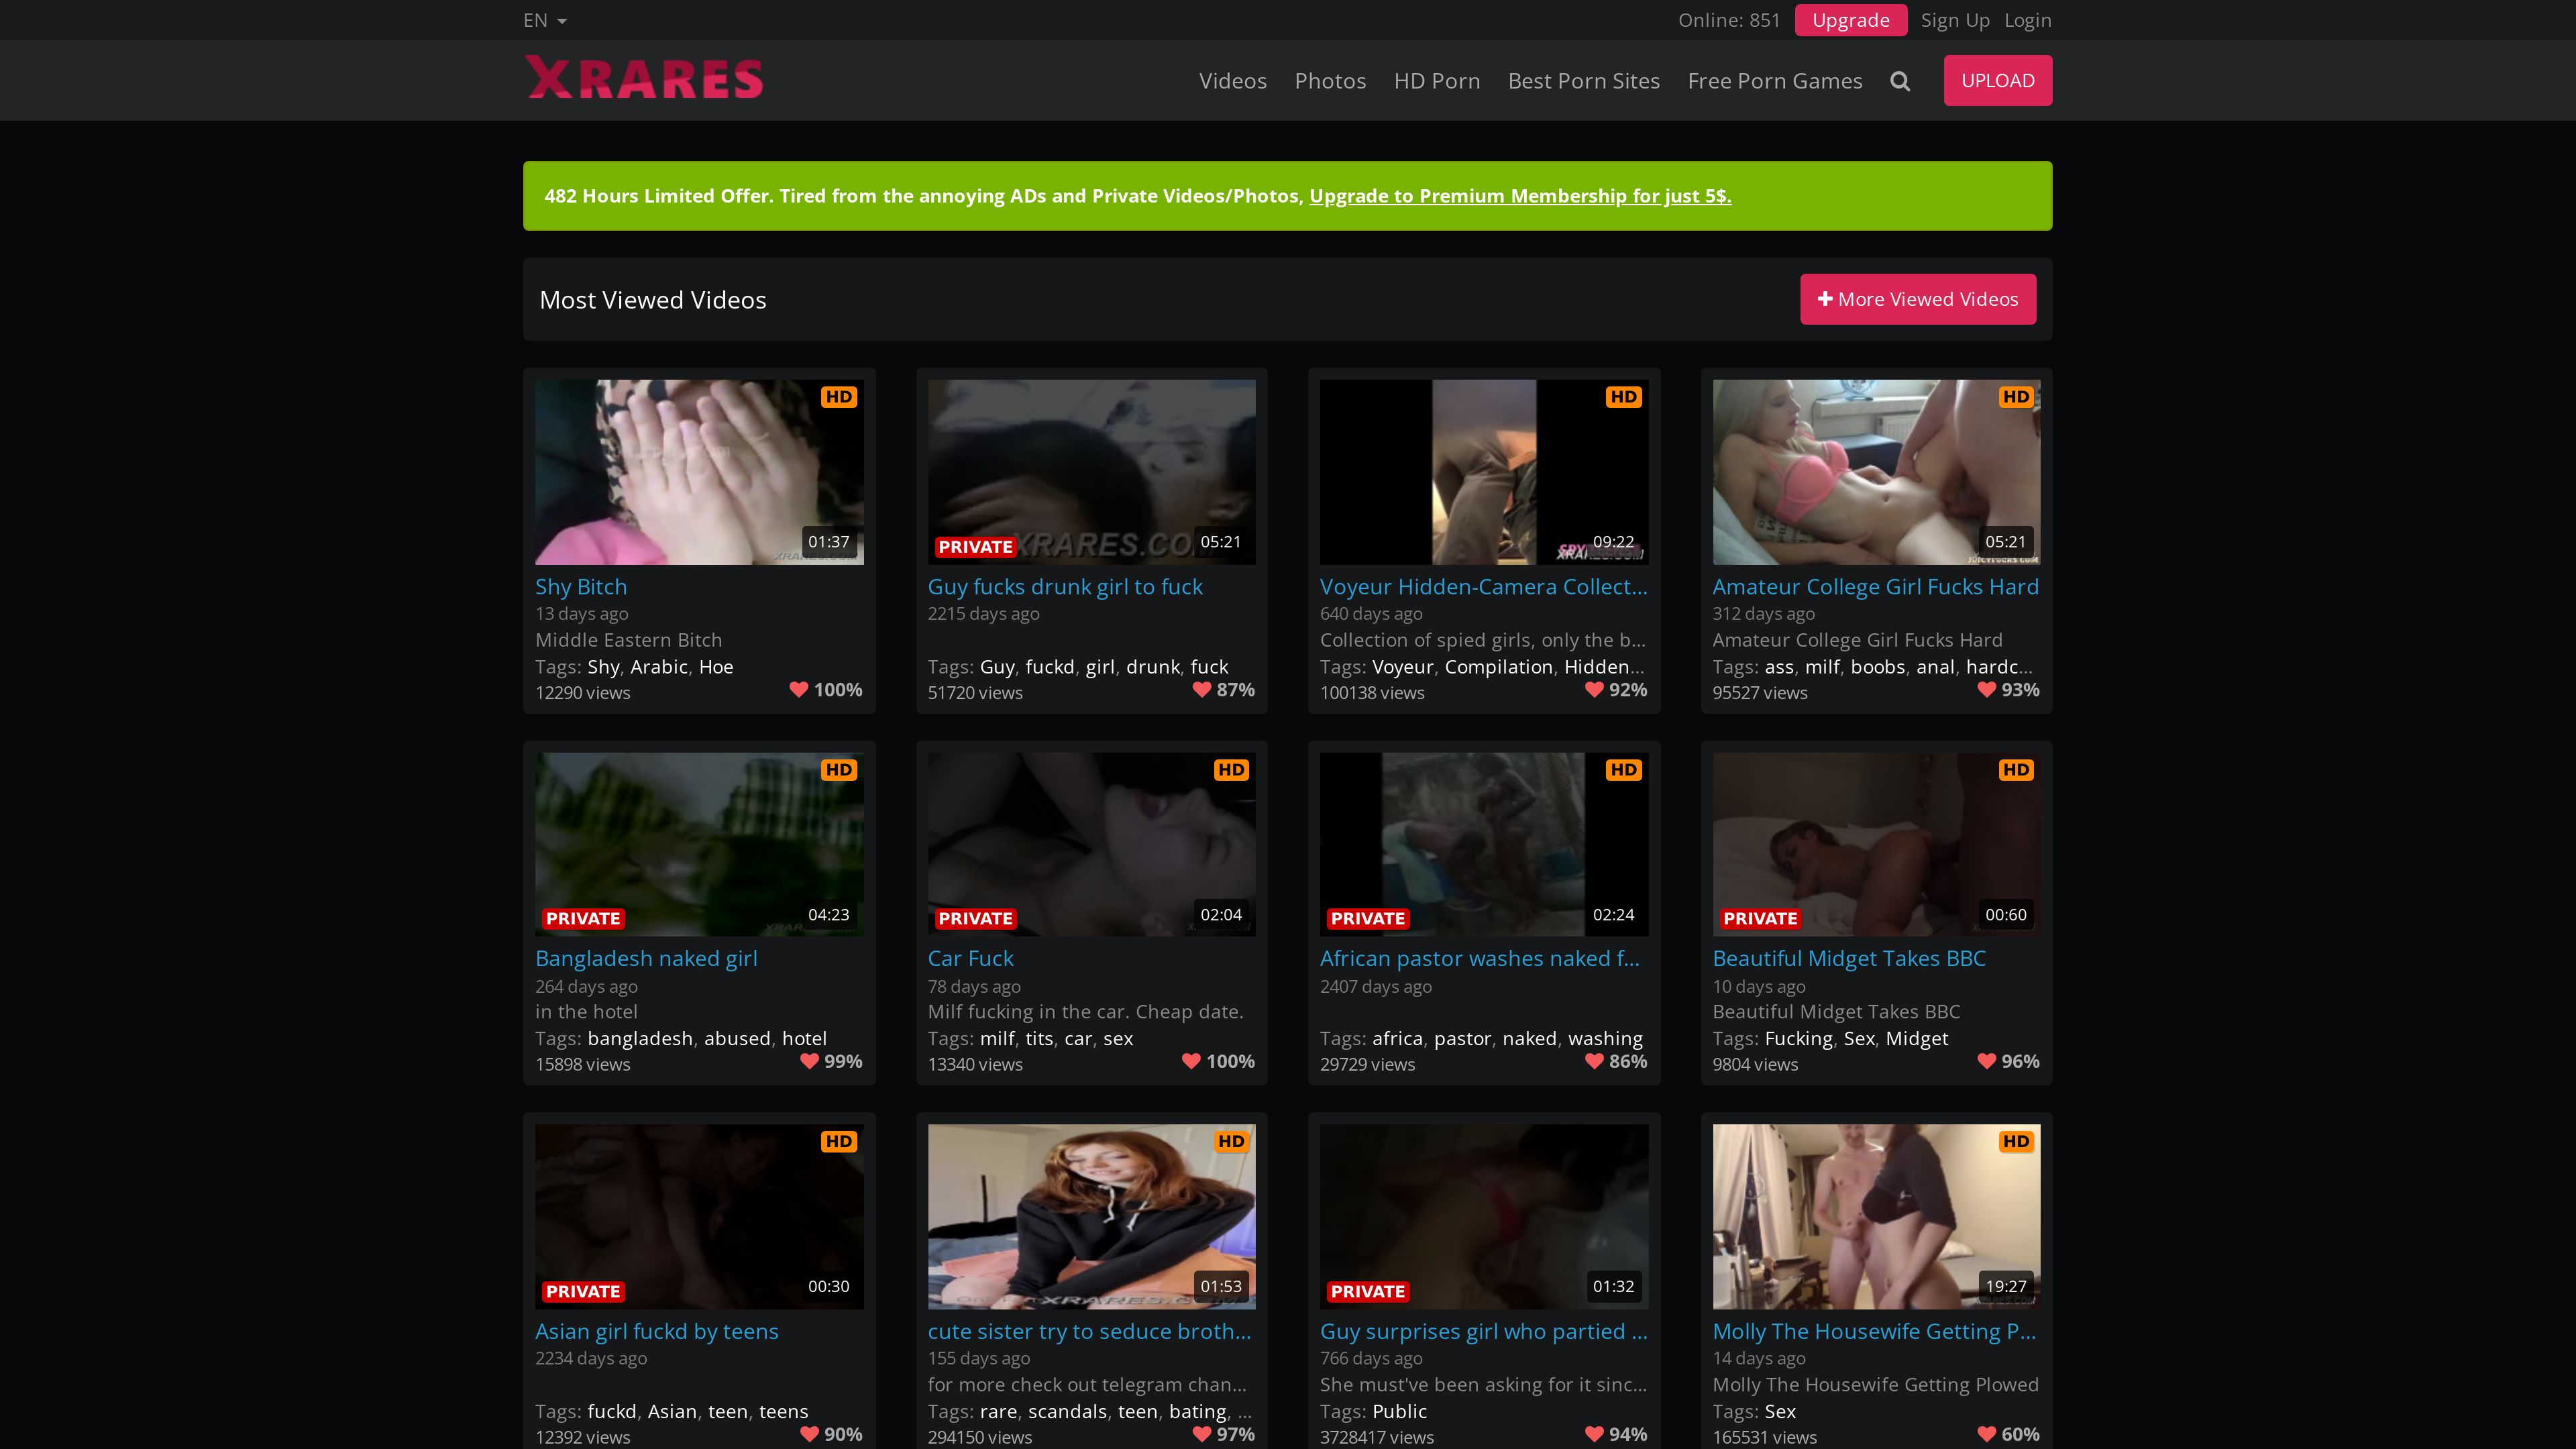 EN
Online: 851 Upgrade Sign Up Login
XRARES
Videos Photos HD Porn Best Porn Sites Free Porn Games UPLOAD
482 Hours Limited Offer. Tired from the annoying ADs and Private Videos/Photos, Upgrade to Premium Membership for just 5$.
Most Viewed Videos
More Viewed Videos
HD
01:37
Shy Bitch
13 days ago
Middle Eastern Bitch
Tags: Shy, Arabic, Hoe
12290 views
100%
PRIVATE
XRARES.COM
05:21
Guy fucks drunk girl to fuck
2215 days ago
Tags: Guy, fuckd, girl, drunk, fuck
51720 views
87%
HD
09:22
Voyeur Hidden-Camera Collect...
640 days ago
Collection of spied girls, only the b...
Tags: Voyeur, Compilation, Hidden...
100138 views
92%
HD
05:21
Amateur College Girl Fucks Hard
312 days ago
Amateur College Girl Fucks Hard
Tags: ass, milf, boobs, anal, hardc...
95527 views
93%
HD
PRIVATE
04:23
Bangladesh naked girl
264 days ago
in the hotel
Tags: bangladesh, abused, hotel
15898 views
99%
HD
PRIVATE
02:04
Car Fuck
78 days ago
Milf fucking in the car. Cheap date.
Tags: milf, tits, car, sex
13340 views
100%
HD
PRIVATE
02:24
African pastor washes naked f...
2407 days ago
Tags: africa, pastor, naked, washing
29729 views
86%
HD
PRIVATE
00:60
Beautiful Midget Takes BBC
10 days ago
Beautiful Midget Takes BBC
Tags: Fucking, Sex, Midget
9804 views
96%
HD
PRIVATE
00:30
Asian girl fuckd by teens
2234 days ago
Tags: fuckd, Asian, teen, teens
12392 views
90%
HD
01:53
cute sister try to seduce broth...
155 days ago
for more check out telegram chan...
Tags: rare, scandals, teen, bating, ...
294150 views
97%
PRIVATE
01:32
Guy surprises girl who partied ...
766 days ago
She must've been asking for it sinc...
Tags: Public
3728417 views
94%
HD
19:27
Molly The Housewife Getting P...
14 days ago
Molly The Housewife Getting Plowed
Tags: Sex
165531 views
60%